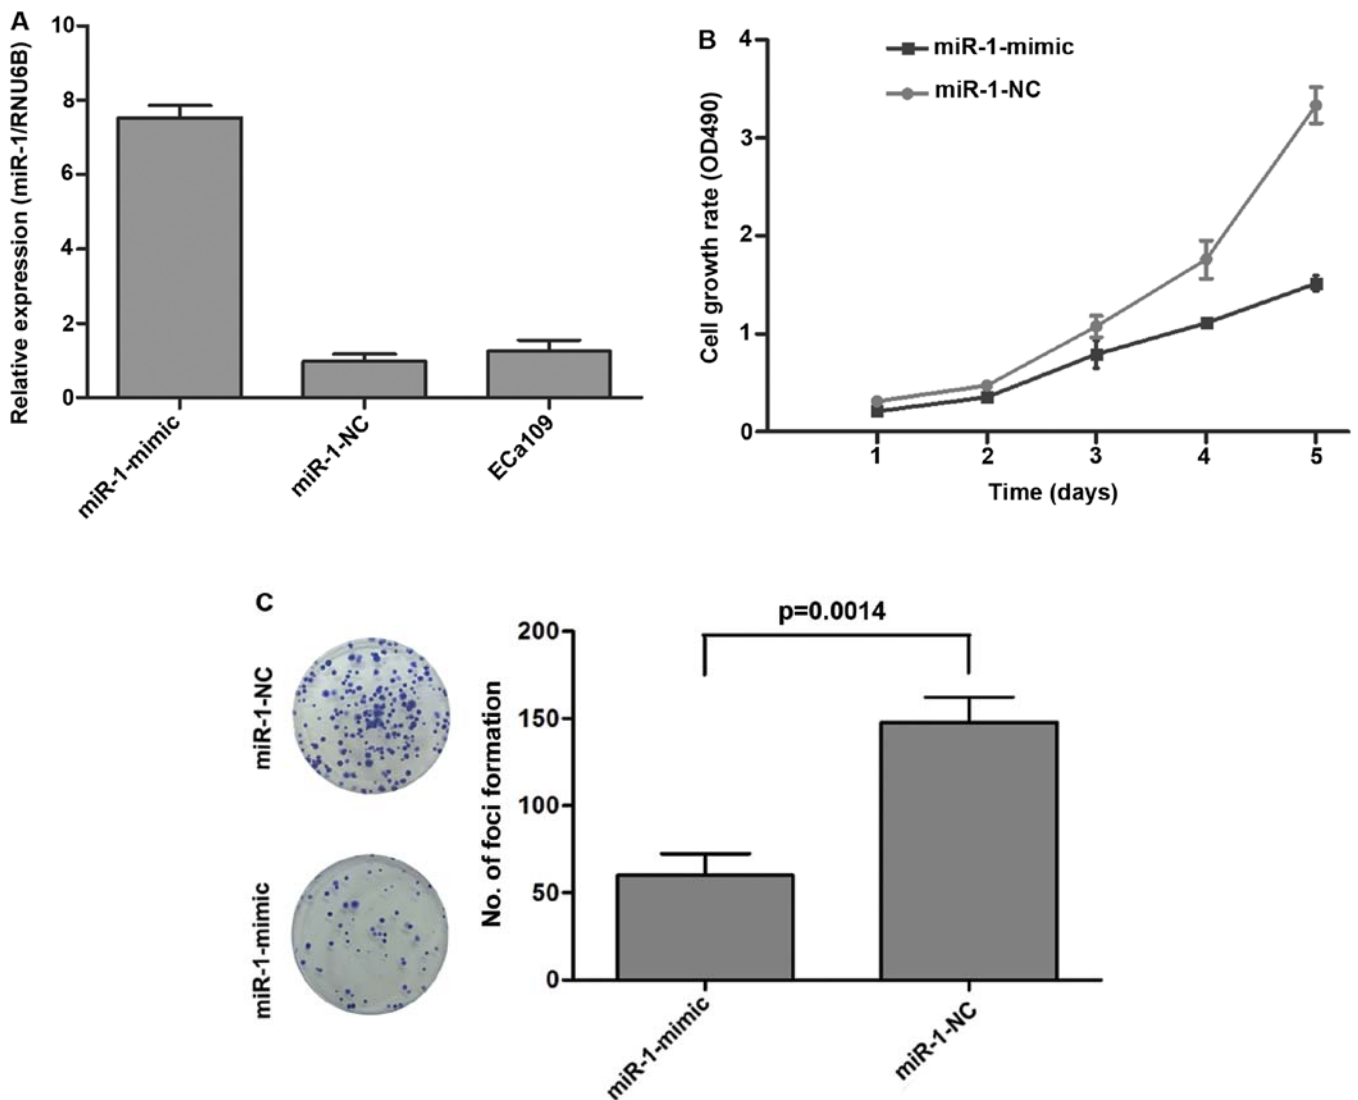 A
10
8
6
4
2
0
Relative expression (miR-1/RNU6B)
miR-1-mimic
miR-1-NC
ECa109
B
4
3
2
1
0
Cell growth rate (OD490)
miR-1-mimic
miR-1-NC
1 2 3 4 5
Time (days)
C
miR-1-NC
miR-1-mimic
p=0.0014
200
150
100
50
0
No. of foci formation
miR-1-mimic
miR-1-NC